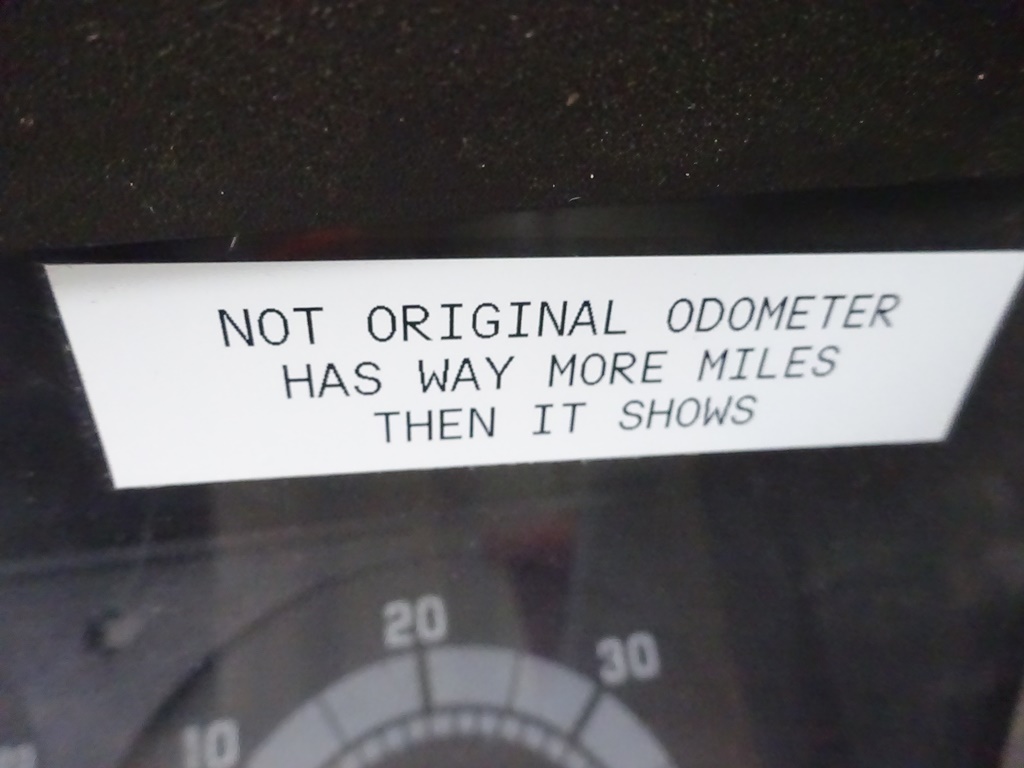 NOT ORIGINAL ODOMETER
HAS WAY MORE MILES
THEN IT SHOWS
20
30
10